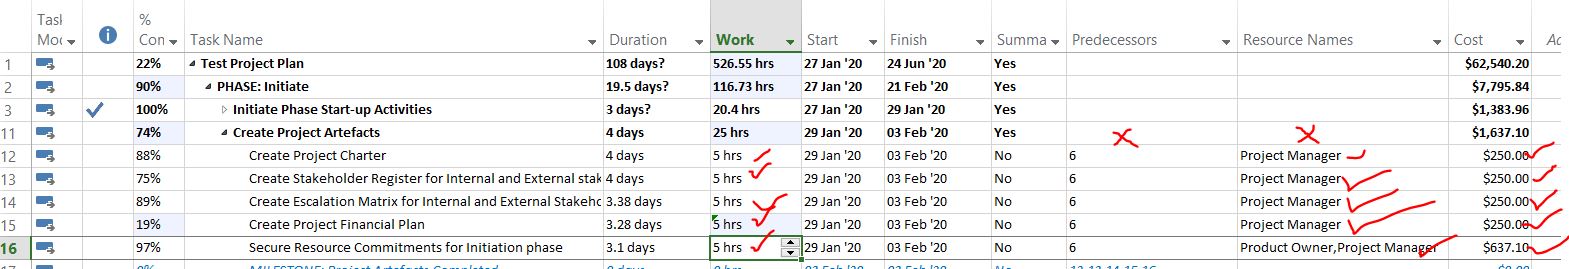 Task Mod % Con Task Name Duration Work Start Finish Summa Predecessors Resource Names Cost Ac
1 22% Test Project Plan 108 days? 526.55 hrs 27 Jan '20 24 Jun '20 Yes $62,540.20
2 90% PHASE: Initiate 19.5 days? 116.73 hrs 27 Jan '20 21 Feb '20 Yes $7,795.84
3 100% Initiate Phase Start-up Activities 3 days? 20.4 hrs 27 Jan '20 29 Jan '20 Yes $1,383.96
11 74% Create Project Artefacts 4 days 25 hrs 29 Jan '20 03 Feb '20 Yes $1,637.10
12 88% Create Project Charter 4 days 5 hrs 29 Jan '20 03 Feb '20 No 6 Project Manager $250.00
13 75% Create Stakeholder Register for Internal and External stak 4 days 5 hrs 29 Jan '20 03 Feb '20 No 6 Project Manager $250.00
14 89% Create Escalation Matrix for Internal and External Stakeho 3.38 days 5 hrs 29 Jan '20 03 Feb '20 No 6 Project Manager $250.00
15 19% Create Project Financial Plan 3.28 days 5 hrs 29 Jan '20 03 Feb '20 No 6 Project Manager $250.00
16 97% Secure Resource Commitments for Initiation phase 3.1 days 5 hrs 29 Jan '20 03 Feb '20 No 6 Product Owner,Project Manager $637.10